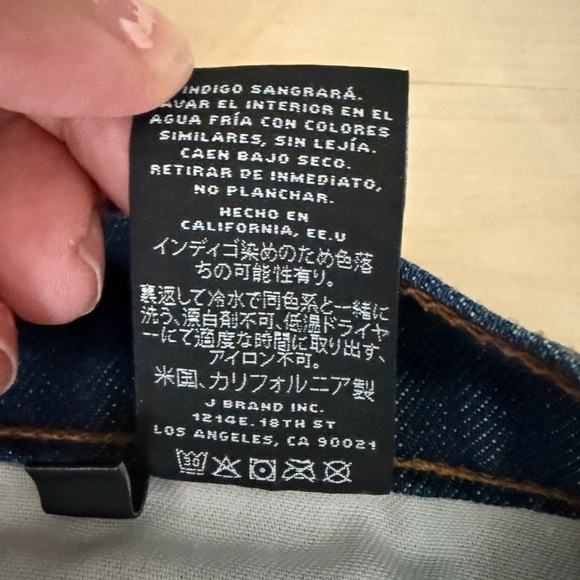 INDIGO SANGRARÁ.
LAVAR EL INTERIOR EN EL
AGUA FRÍA CON COLORES
SIMILARES, SIN LEJÍA.
CAEN BAJO SECO.
RETIRAR DE INMEDIATO,
NO PLANCHAR.
HECHO EN
CALIFORNIA, EE.U
インディゴ染めのため色落
ちの可能性有り。
裏返して冷水で同色系と一緒に
洗う、漂白剤不可、低温ドライヤ
ーにて適度な時間に取り出す、
アイロン不可。
米国、カリフォルニア製
J BRAND INC.
1214E. 18TH ST
LOS ANGELES, CA 90021
30